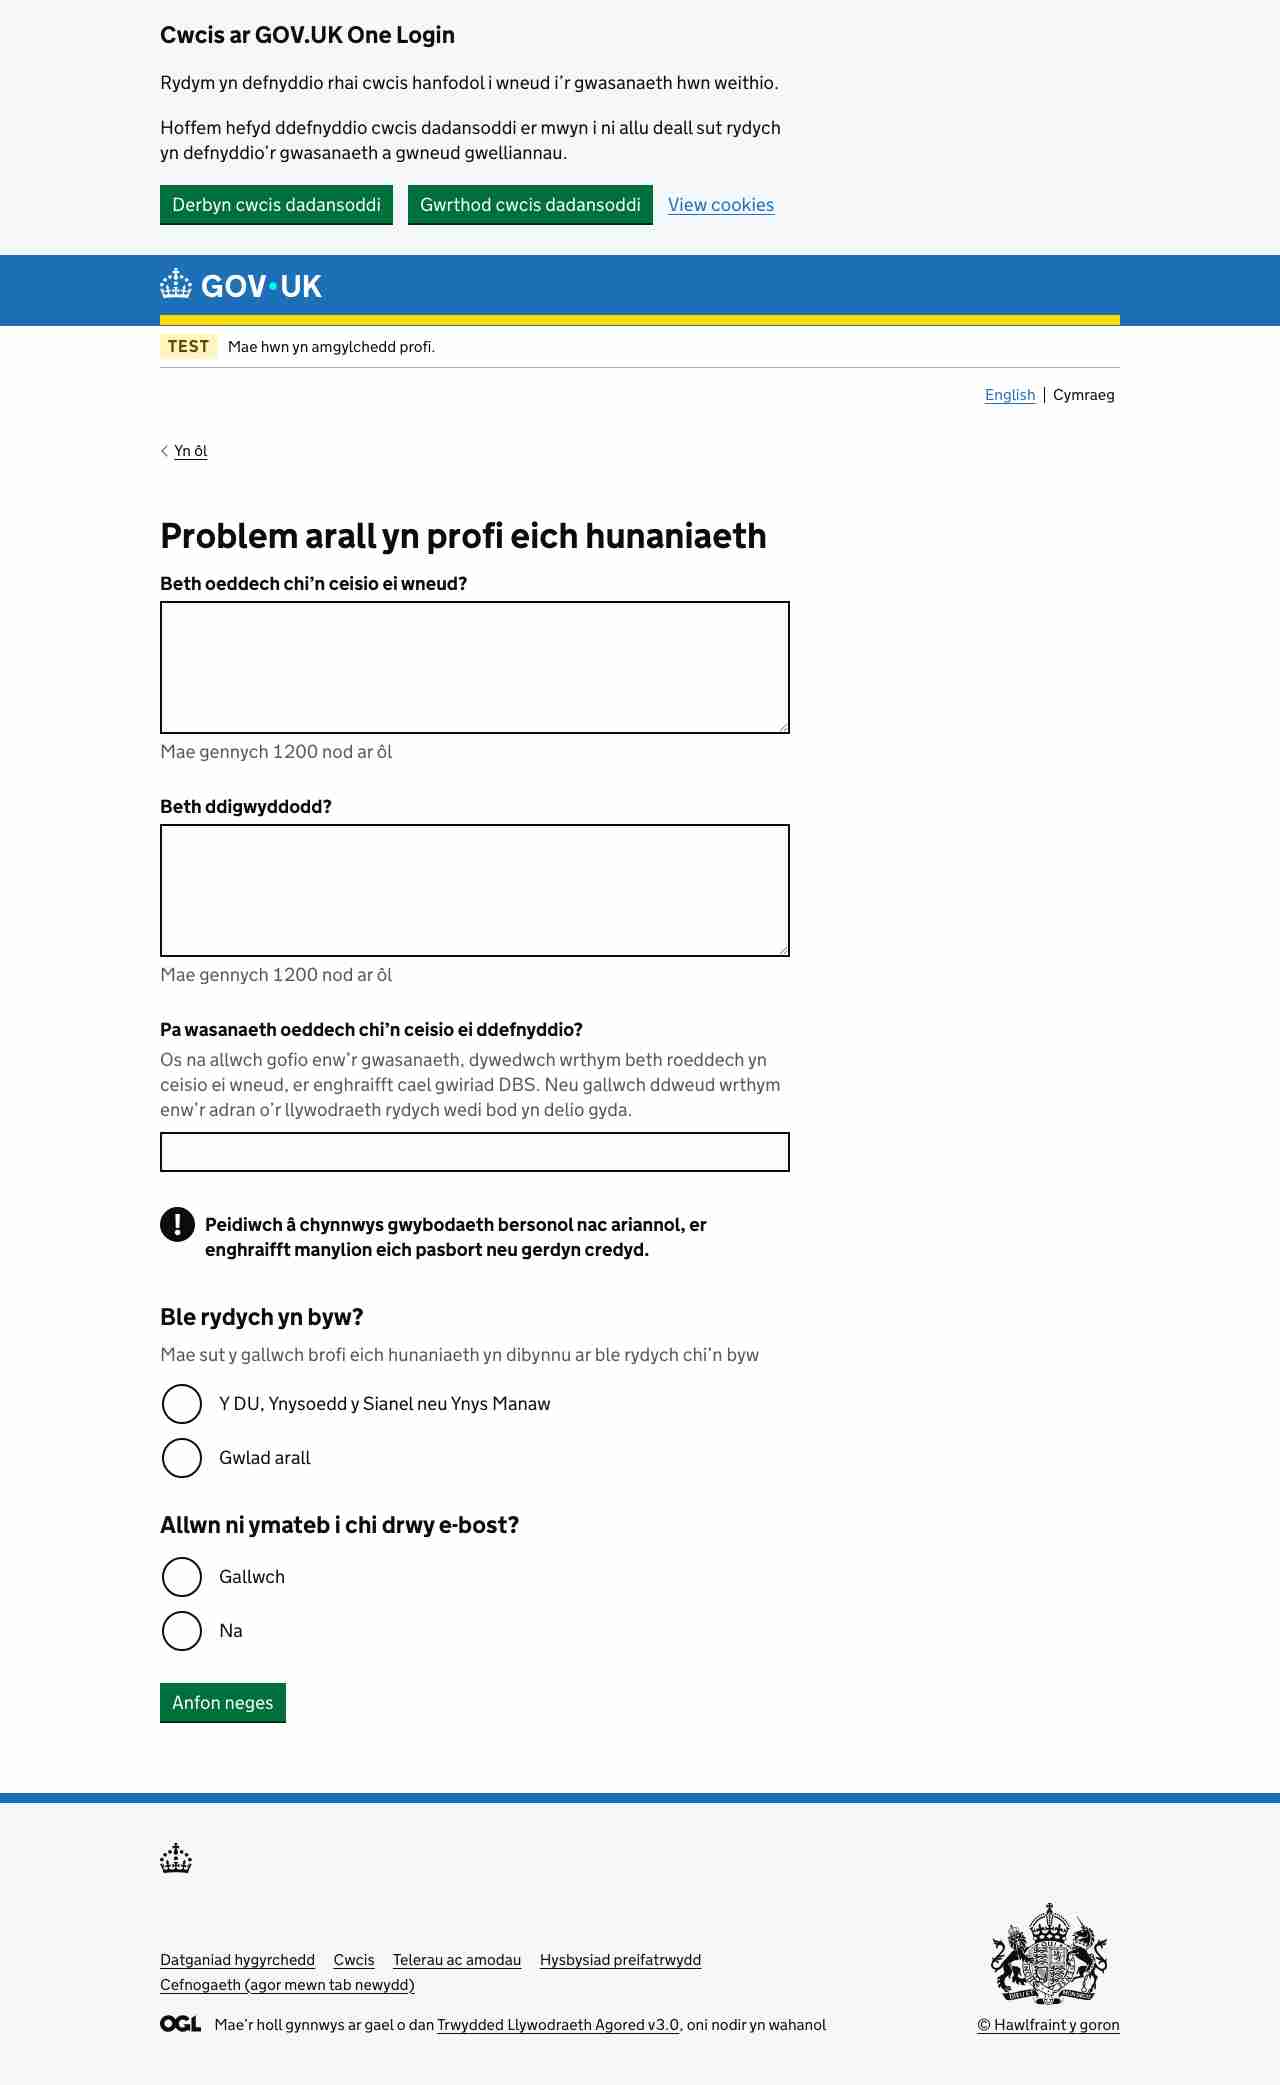 Cwcis ar GOV.UK One Login
Rydym yn defnyddio rhai cwcis hanfodol i wneud i’r gwasanaeth hwn weithio.
Hoffem hefyd ddefnyddio cwcis dadansoddi er mwyn i ni allu deall sut rydych
yn defnyddio’r gwasanaeth a gwneud gwelliannau.
Derbyn cwcis dadansoddi Gwrthod cwcis dadansoddi View cookies
GOV·UK
TEST Mae hwn yn amgylchedd profi.
English | Cymraeg
Yn ôl
Problem arall yn profi eich hunaniaeth
Beth oeddech chi’n ceisio ei wneud?
Mae gennych 1200 nod ar ôl
Beth ddigwyddodd?
Mae gennych 1200 nod ar ôl
Pa wasanaeth oeddech chi’n ceisio ei ddefnyddio?
Os na allwch gofio enw’r gwasanaeth, dywedwch wrthym beth roeddech yn
ceisio ei wneud, er enghraifft cael gwiriad DBS. Neu gallwch ddweud wrthym
enw’r adran o’r llywodraeth rydych wedi bod yn delio gyda.
! Peidiwch â chynnwys gwybodaeth bersonol nac ariannol, er
enghraifft manylion eich pasbort neu gerdyn credyd.
Ble rydych yn byw?
Mae sut y gallwch brofi eich hunaniaeth yn dibynnu ar ble rydych chi’n byw
Y DU, Ynysoedd y Sianel neu Ynys Manaw
Gwlad arall
Allwn ni ymateb i chi drwy e-bost?
Gallwch
Na
Anfon neges
Datganiad hygyrchedd Cwcis Telerau ac amodau Hysbysiad preifatrwydd
Cefnogaeth (agor mewn tab newydd)
OGL Mae’r holl gynnwys ar gael o dan Trwydded Llywodraeth Agored v3.0, oni nodir yn wahanol
© Hawlfraint y goron